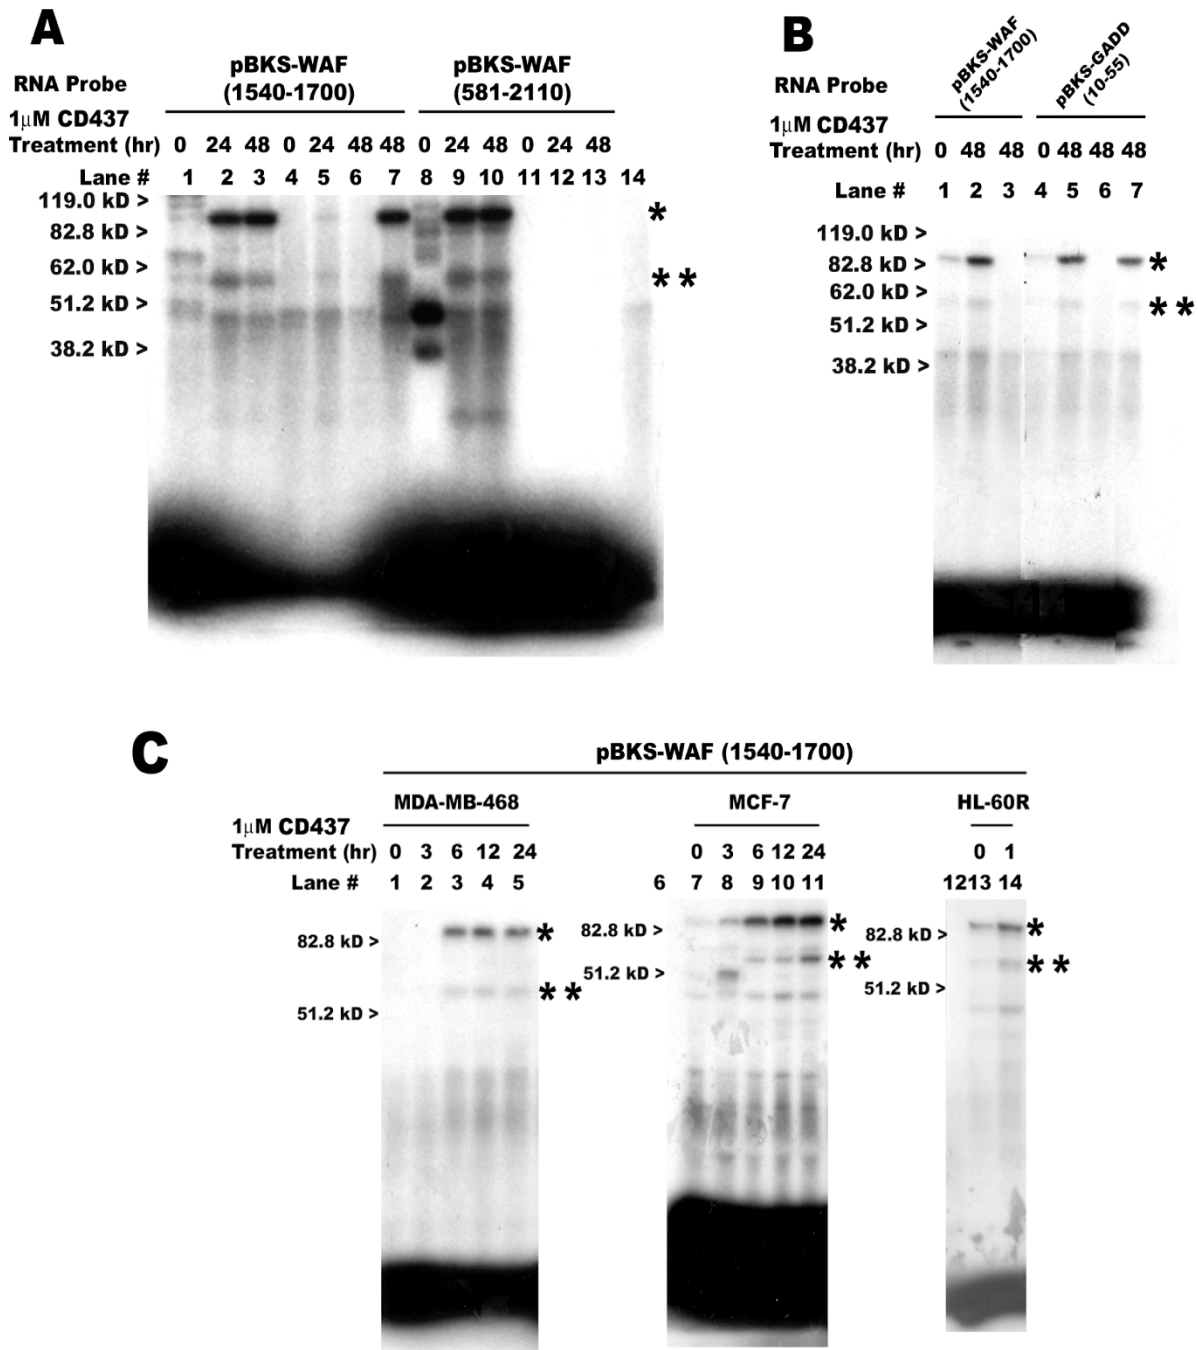 A
RNA Probe
pBKS-WAF
(1540-1700)
pBKS-WAF
(581-2110)
1μM CD437
Treatment (hr) 0 24 48 0 24 48 48 0 24 48 0 24 48
Lane # 1 2 3 4 5 6 7 8 9 10 11 12 13 14
119.0 kD >
*
82.8 kD >
62.0 kD >
* *
51.2 kD >
38.2 kD >
B
RNA Probe
pBKS-WAF
(1540-1700)
pBKS-GADD
(10-55)
1μM CD437
Treatment (hr) 0 48 48 0 48 48 48
Lane # 1 2 3 4 5 6 7
119.0 kD >
82.8 kD >
*
62.0 kD >
* *
51.2 kD >
38.2 kD >
C
pBKS-WAF (1540-1700)
MDA-MB-468 MCF-7 HL-60R
1μM CD437
Treatment (hr) 0 3 6 12 24 0 3 6 12 24 0 1
Lane # 1 2 3 4 5 6 7 8 9 10 11 12 13 14
82.8 kD > *
* *
51.2 kD >
82.8 kD > *
* *
51.2 kD >
82.8 kD > *
* *
51.2 kD >